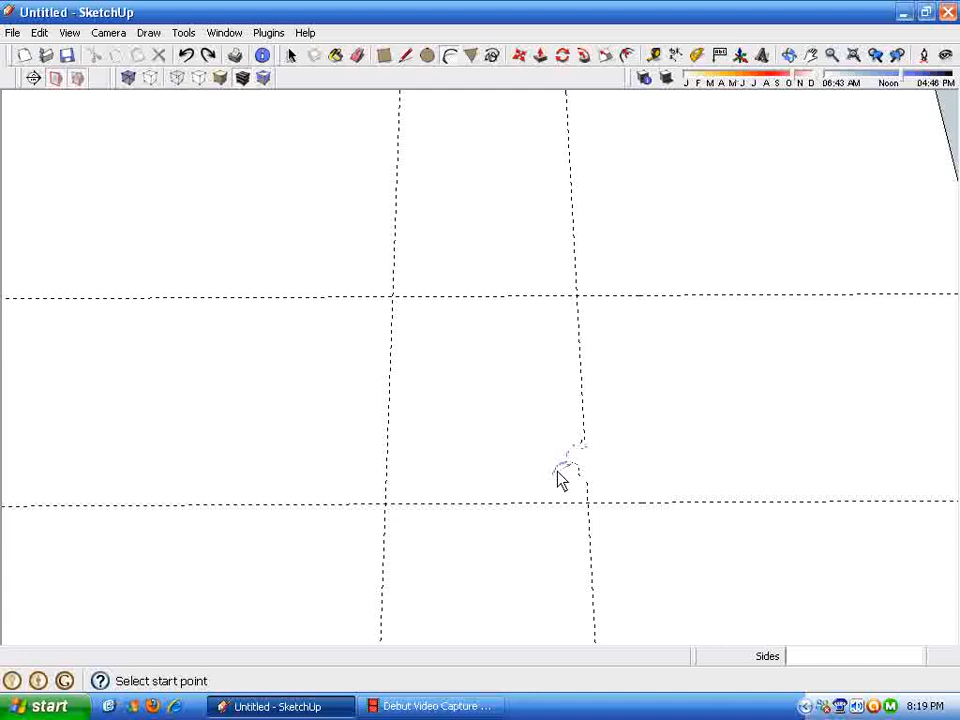 Untitled - SketchUp
File Edit View Camera Draw Tools Window Plugins Help
J F M A M J J A S O N D 06:43 AM Noon 04:46 PM
Sides
Select start point
start Untitled - SketchUp Debut Video Capture ... 8:19 PM